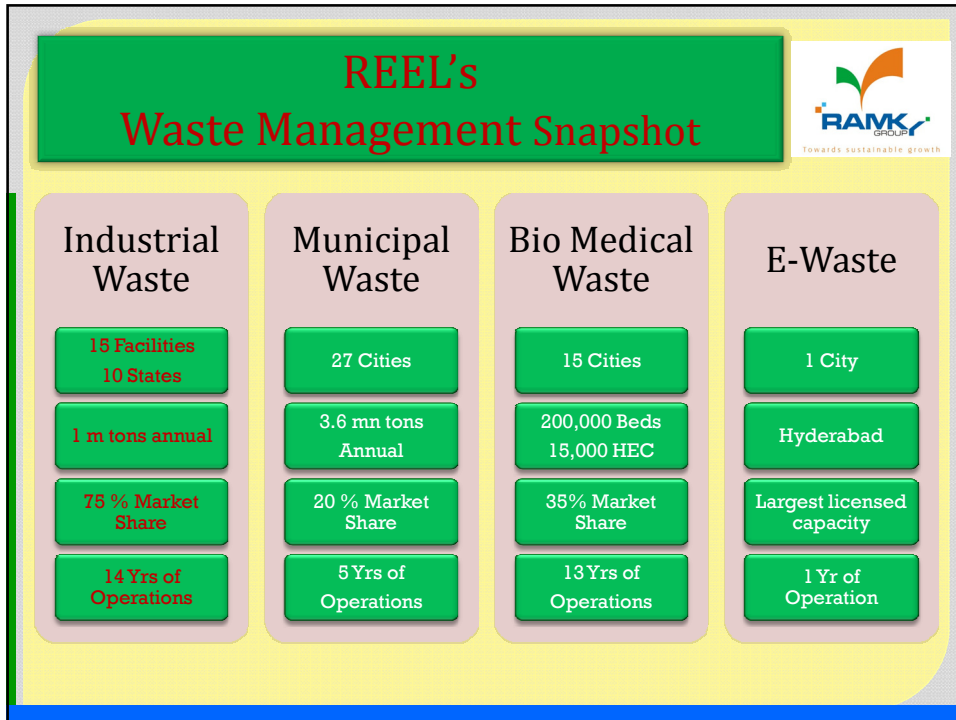 REEL’s
Waste Management Snapshot
RAMKY
GROUP
Towards sustainable growth
Industrial
Waste
15 Facilities
10 States
1 m tons annual
75 % Market
Share
14 Yrs of
Operations
Municipal
Waste
27 Cities
3.6 mn tons
Annual
20 % Market
Share
5 Yrs of
Operations
Bio Medical
Waste
15 Cities
200,000 Beds
15,000 HEC
35% Market
Share
13 Yrs of
Operations
E-Waste
1 City
Hyderabad
Largest licensed
capacity
1 Yr of
Operation